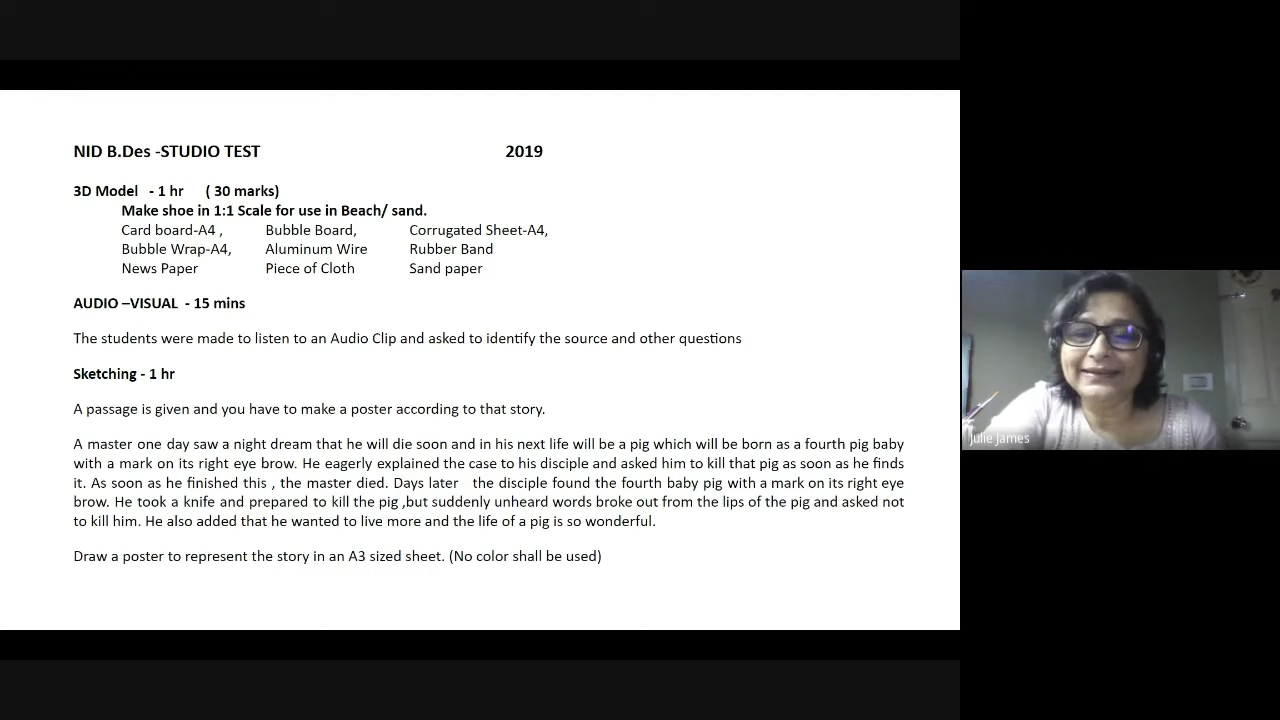 NID B.Des -STUDIO TEST 2019
3D Model - 1 hr ( 30 marks)
Make shoe in 1:1 Scale for use in Beach/ sand.
Card board-A4 , Bubble Board, Corrugated Sheet-A4,
Bubble Wrap-A4, Aluminum Wire Rubber Band
News Paper Piece of Cloth Sand paper
AUDIO –VISUAL - 15 mins
The students were made to listen to an Audio Clip and asked to identify the source and other questions
Sketching - 1 hr
A passage is given and you have to make a poster according to that story.
A master one day saw a night dream that he will die soon and in his next life will be a pig which will be born as a fourth pig baby
with a mark on its right eye brow. He eagerly explained the case to his disciple and asked him to kill that pig as soon as he finds
it. As soon as he finished this , the master died. Days later the disciple found the fourth baby pig with a mark on its right eye
brow. He took a knife and prepared to kill the pig ,but suddenly unheard words broke out from the lips of the pig and asked not
to kill him. He also added that he wanted to live more and the life of a pig is so wonderful.
Draw a poster to represent the story in an A3 sized sheet. (No color shall be used)
Julie James